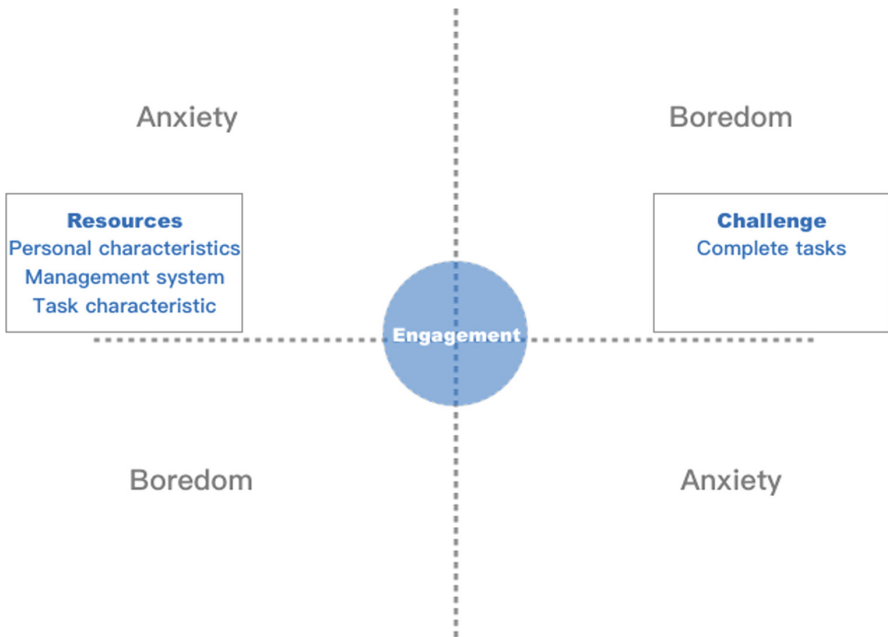 Anxiety
Boredom
Resources
Personal characteristics
Management system
Task characteristic
Challenge
Complete tasks
Engagement
Boredom
Anxiety